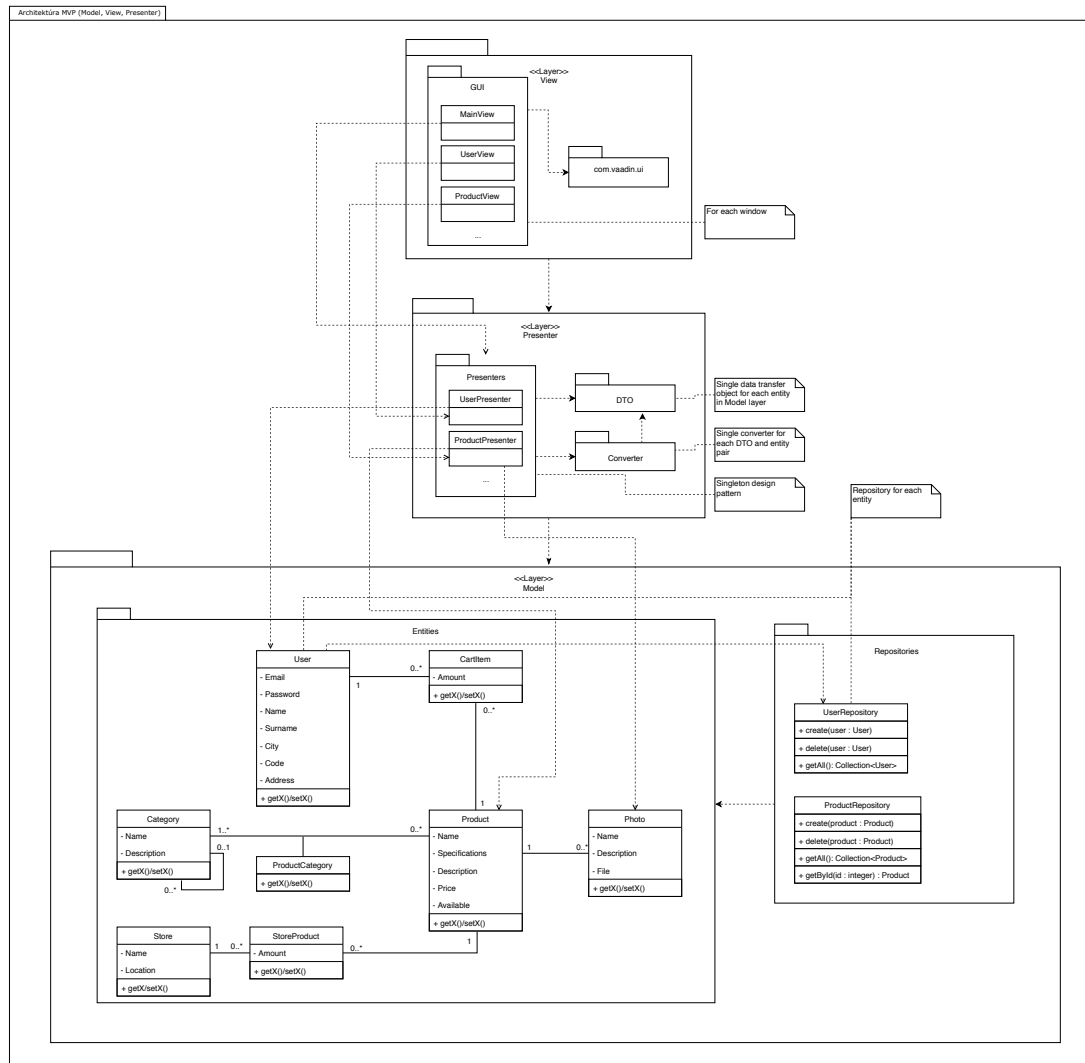 Architektúra MVP (Model, View, Presenter)
<<Layer>>
View
GUI
MainView
UserView
ProductView
...
com.vaadin.ui
For each window
<<Layer>>
Presenter
Presenters
UserPresenter
ProductPresenter
...
DTO
Converter
Single data transfer
object for each entity
in Model layer
Single converter for
each DTO and entity
pair
Singleton design
pattern
Repository for each
entity
<<Layer>>
Model
Entities
User
- Email
- Password
- Name
- Surname
- City
- Code
- Address
+ getX()/setX()
1
0..*
CartItem
- Amount
+ getX()/setX()
0..*
1
Category
- Name
- Description
+ getX()/setX()
0..1
0..*
1..*
0..*
ProductCategory
+ getX()/setX()
Product
- Name
- Specifications
- Description
- Price
- Available
+ getX()/setX()
1
0..*
Photo
- Name
- Description
- File
+ getX()/setX()
Store
- Name
- Location
+ getX/setX()
1
0..*
StoreProduct
- Amount
+ getX()/setX()
0..*
1
Repositories
UserRepository
+ create(user : User)
+ delete(user : User)
+ getAll(): Collection<User>
ProductRepository
+ create(product : Product)
+ delete(product : Product)
+ getAll(): Collection<Product>
+ getById(id : integer) : Product